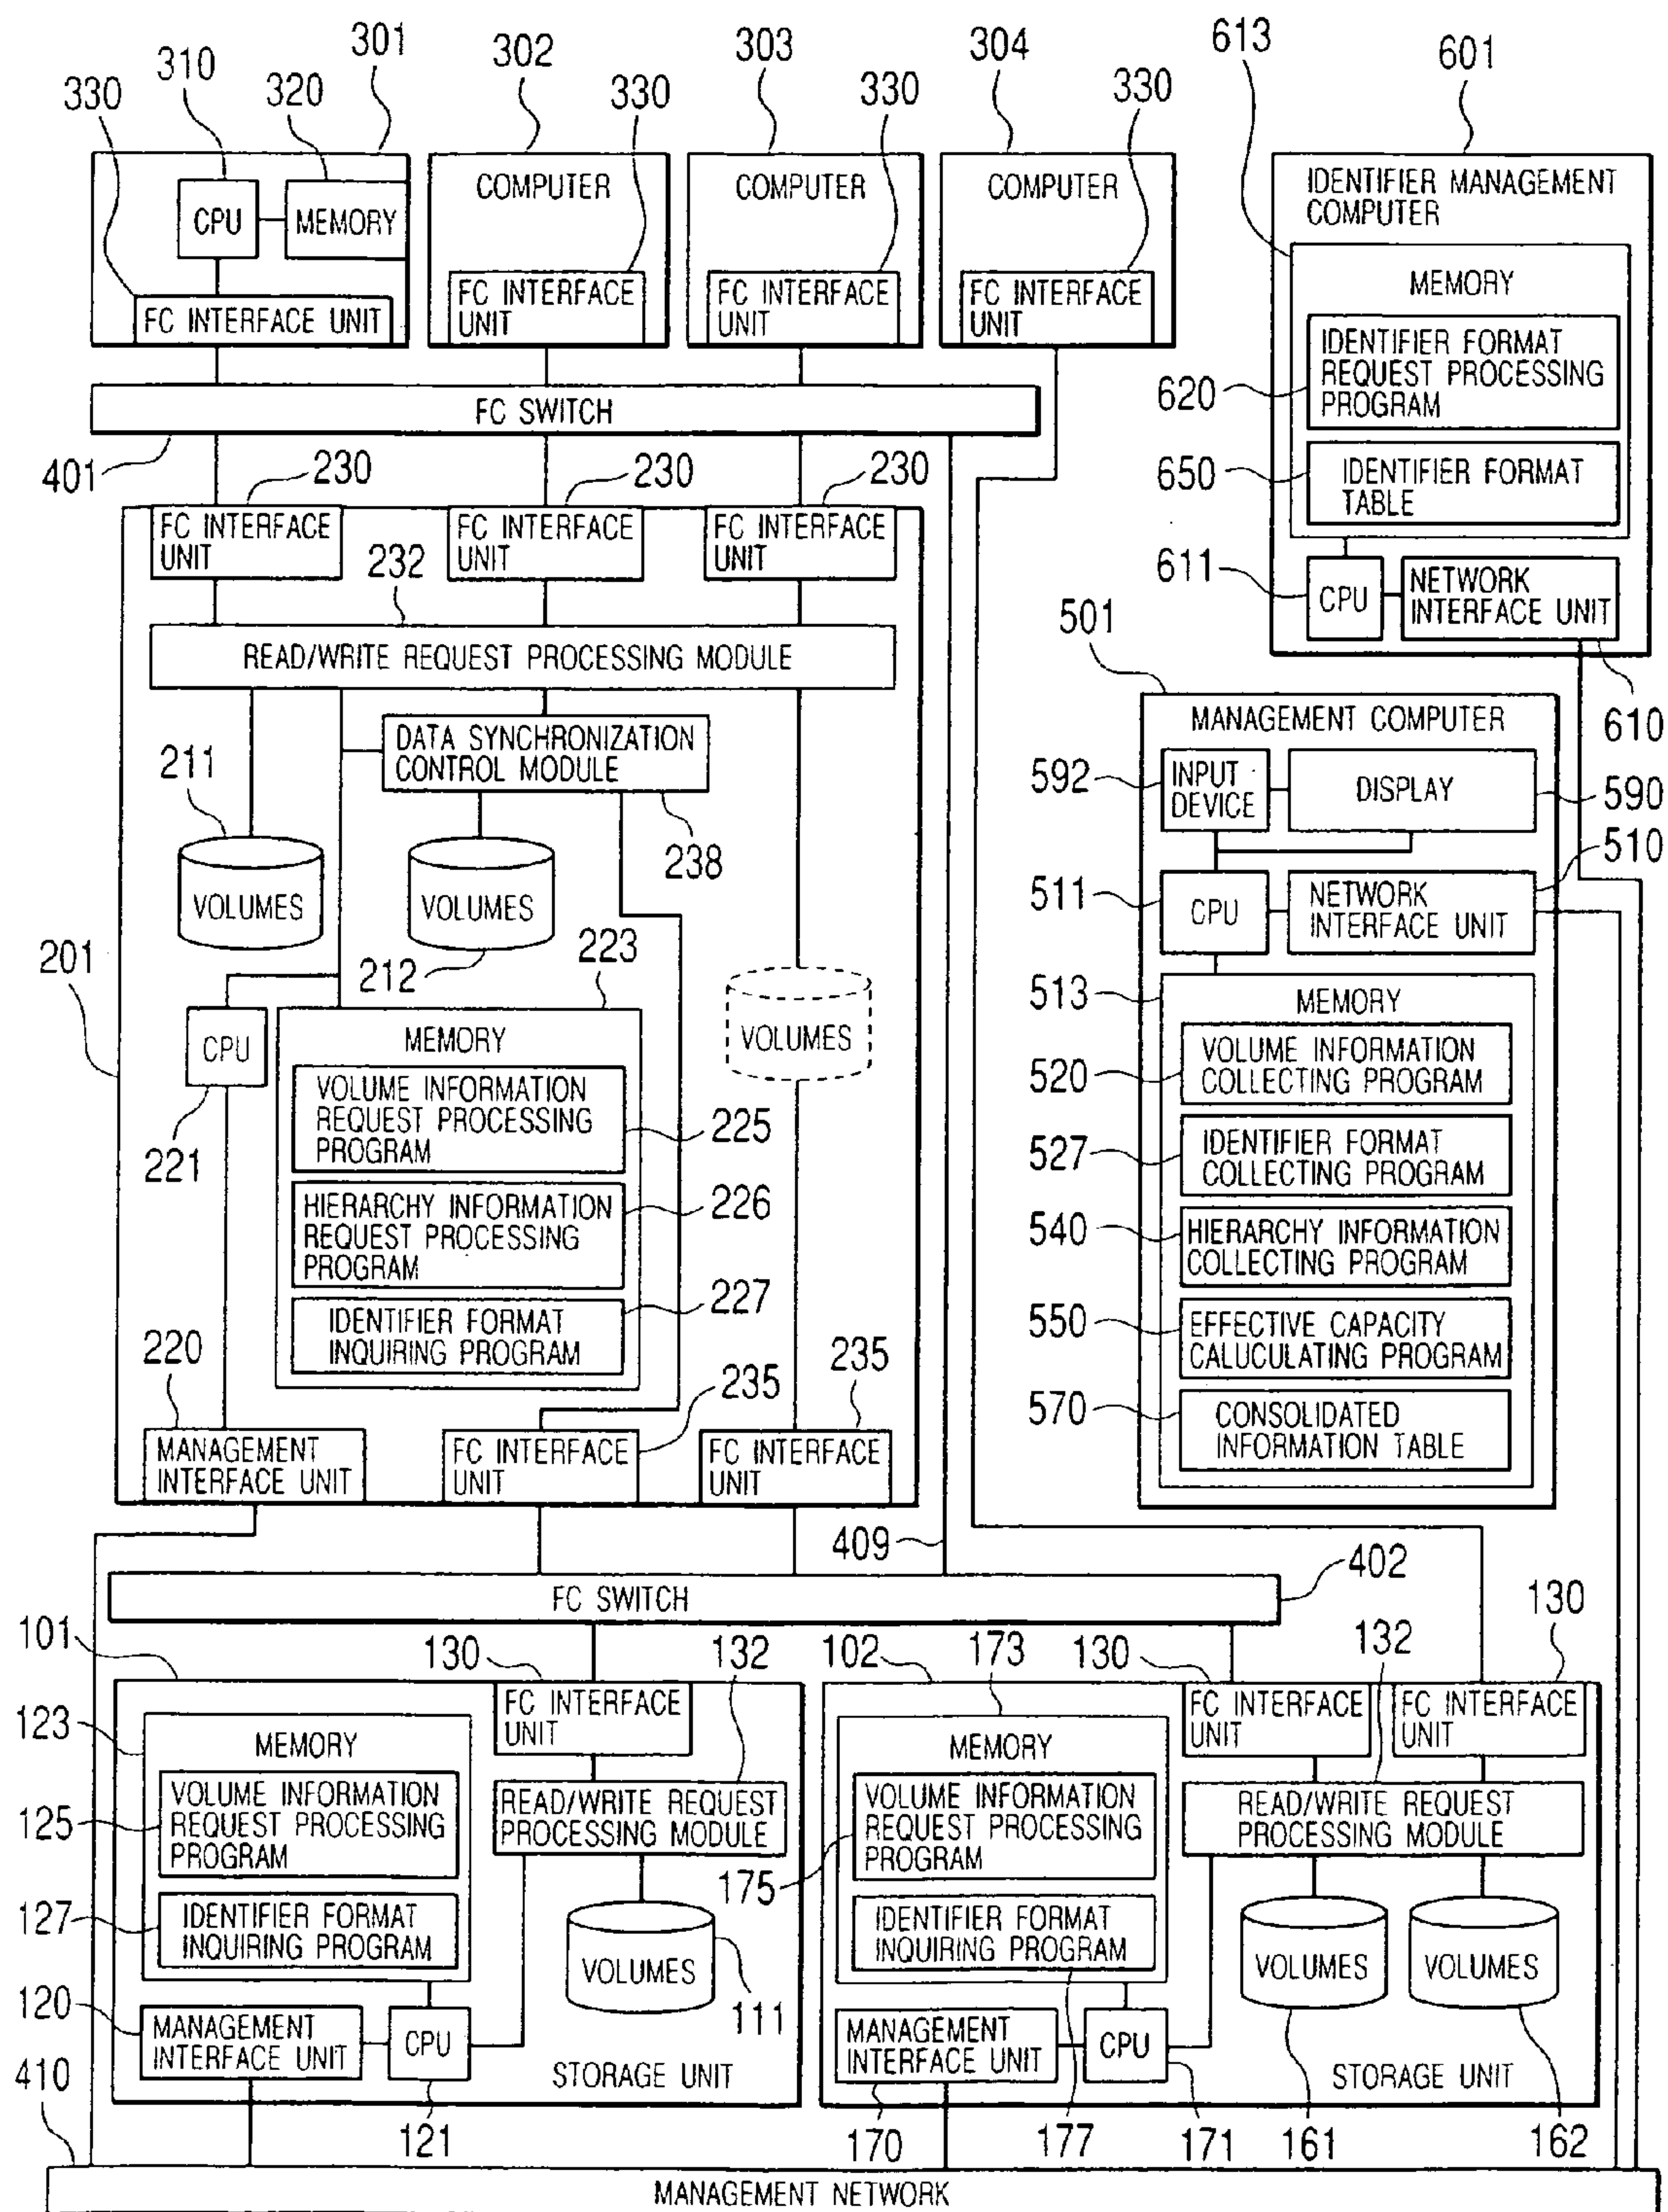 301
302
303
304
613
601
310
320
330
330
330
330
CPU
MEMORY
FC INTERFACE UNIT
COMPUTER
FC INTERFACE
UNIT
COMPUTER
FC INTERFACE
UNIT
COMPUTER
FC INTERFACE
UNIT
330
IDENTIFIER MANAGEMENT
COMPUTER
MEMORY
IDENTIFIER FORMAT
REQUEST PROCESSING
PROGRAM
620
IDENTIFIER FORMAT
TABLE
650
CPU
611
NETWORK
INTERFACE UNIT
610
FC SWITCH
401
230
230
230
FC INTERFACE
UNIT
FC INTERFACE
UNIT
FC INTERFACE
UNIT
232
READ/WRITE REQUEST PROCESSING MODULE
DATA SYNCHRONIZATION
CONTROL MODULE
238
211
VOLUMES
VOLUMES
212
201
223
VOLUMES
CPU
221
MEMORY
VOLUME INFORMATION
REQUEST PROCESSING
PROGRAM
225
HIERARCHY INFORMATION
REQUEST PROCESSING
PROGRAM
226
IDENTIFIER FORMAT
INQUIRING PROGRAM
227
220
235
235
MANAGEMENT
INTERFACE UNIT
FC INTERFACE
UNIT
FC INTERFACE
UNIT
501
MANAGEMENT COMPUTER
592
INPUT
DEVICE
DISPLAY
590
510
511
CPU
NETWORK
INTERFACE UNIT
513
MEMORY
520
VOLUME INFORMATION
COLLECTING PROGRAM
527
IDENTIFIER FORMAT
COLLECTING PROGRAM
540
HIERARCHY INFORMATION
COLLECTING PROGRAM
550
EFFECTIVE CAPACITY
CALUCULATING PROGRAM
570
CONSOLIDATED
INFORMATION TABLE
409
FC SWITCH
402
101
130
132
102
173
130
132
130
123
MEMORY
FC INTERFACE
UNIT
125
VOLUME INFORMATION
REQUEST PROCESSING
PROGRAM
READ/WRITE REQUEST
PROCESSING MODULE
127
IDENTIFIER FORMAT
INQUIRING PROGRAM
VOLUMES
111
120
MANAGEMENT
INTERFACE UNIT
CPU
121
STORAGE UNIT
MEMORY
FC INTERFACE
UNIT
FC INTERFACE
UNIT
VOLUME INFORMATION
REQUEST PROCESSING
PROGRAM
175
READ/WRITE REQUEST
PROCESSING MODULE
IDENTIFIER FORMAT
INQUIRING PROGRAM
VOLUMES
VOLUMES
MANAGEMENT
INTERFACE UNIT
CPU
STORAGE UNIT
170
177
171
161
162
410
MANAGEMENT NETWORK